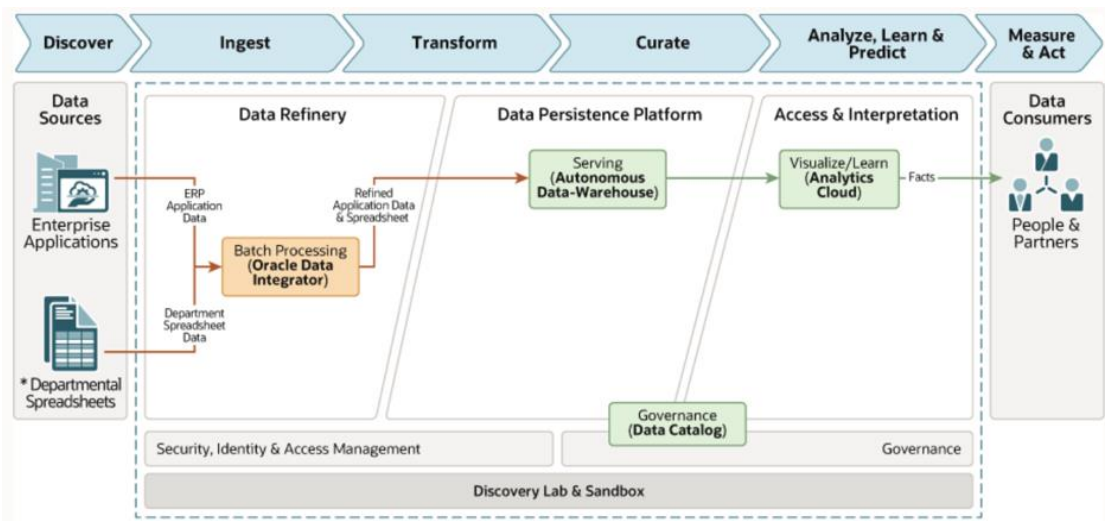 Discover
Ingest
Transform
Curate
Analyze, Learn &
Predict
Measure
& Act
Data
Sources
Enterprise
Applications
* Departmental
Spreadsheets
Data Refinery
ERP
Application
Data
Batch Processing
(Oracle Data
Integrator)
Department
Spreadsheet
Data
Refined
Application Data
& Spreadsheet
Data Persistence Platform
Serving
(Autonomous
Data-Warehouse)
Access & Interpretation
Visualize/Learn
(Analytics
Cloud)
Facts
Data
Consumers
People &
Partners
Governance
(Data Catalog)
Security, Identity & Access Management
Governance
Discovery Lab & Sandbox